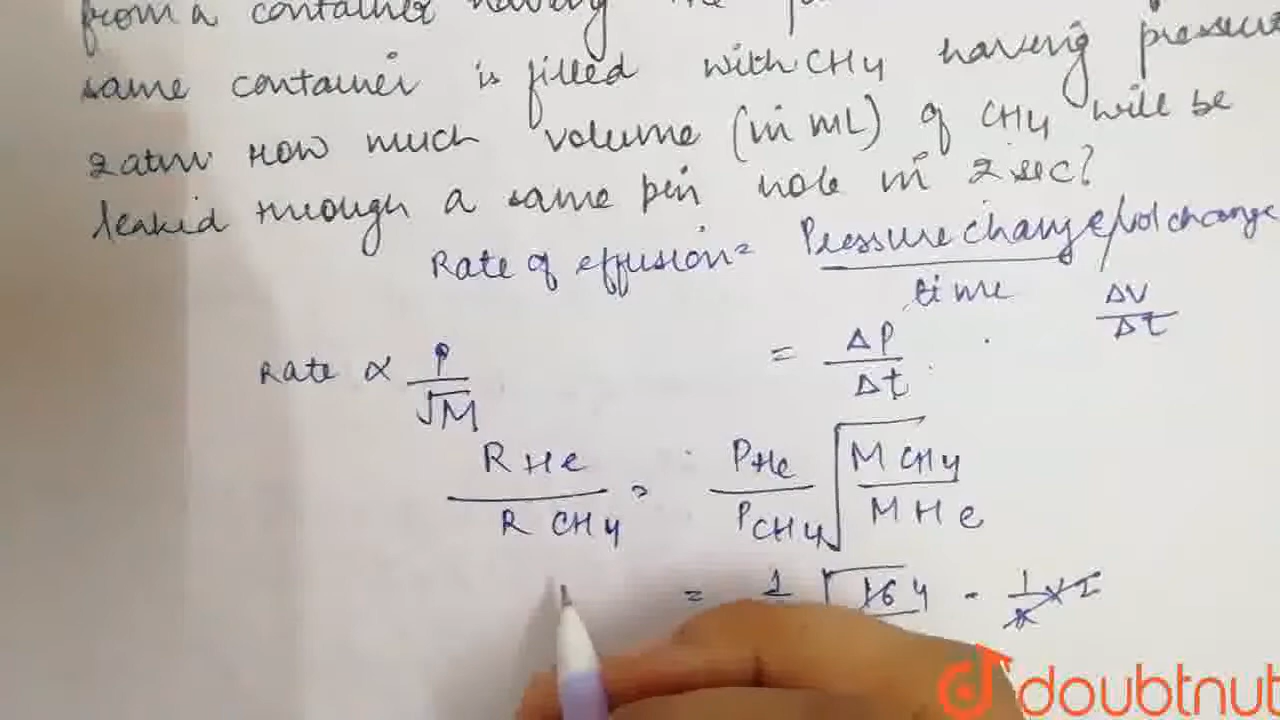 from a container having the
same container is filled with CH4 having pressure
2atm. How much volume (in mL) of CH4 will be
leakid through a same pin hole in 2 sec?
Rate of effusion = Pressure change/vol change
time
ΔV
Δt
= ΔP
Δt
Rate ∝ P
√M
RHe
RCH4
= PHe
PCH4
√MCH4
MHe
= 1 √16 4 = 1 × 2
doubtnut